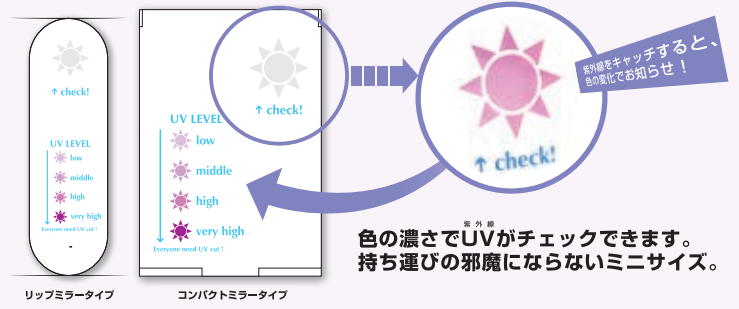 ↑ check!
UV LEVEL
low
middle
high
very high
Everyone need UV cut !
リップミラータイプ
↑ check!
UV LEVEL
low
middle
high
very high
Everyone need UV cut !
コンパクトミラータイプ
↑ check!
紫外線をキャッチすると、
色の変化でお知らせ！
紫外線
色の濃さでUVがチェックできます。
持ち運びの邪魔にならないミニサイズ。